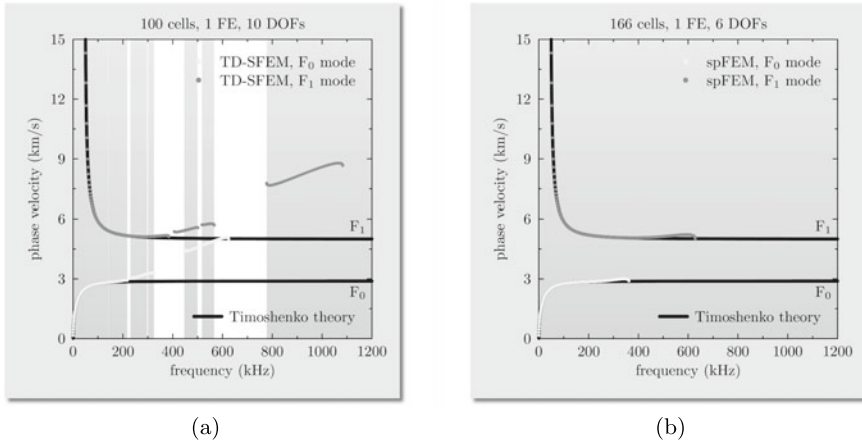 100 cells, 1 FE, 10 DOFs
15
12
9
6
3
0
phase velocity (km/s)
TD-SFEM, F0 mode
TD-SFEM, F1 mode
F1
F0
Timoshenko theory
0 200 400 600 800 1000 1200
frequency (kHz)
(a)
166 cells, 1 FE, 6 DOFs
15
12
9
6
3
0
phase velocity (km/s)
spFEM, F0 mode
spFEM, F1 mode
F1
F0
Timoshenko theory
0 200 400 600 800 1000 1200
frequency (kHz)
(b)